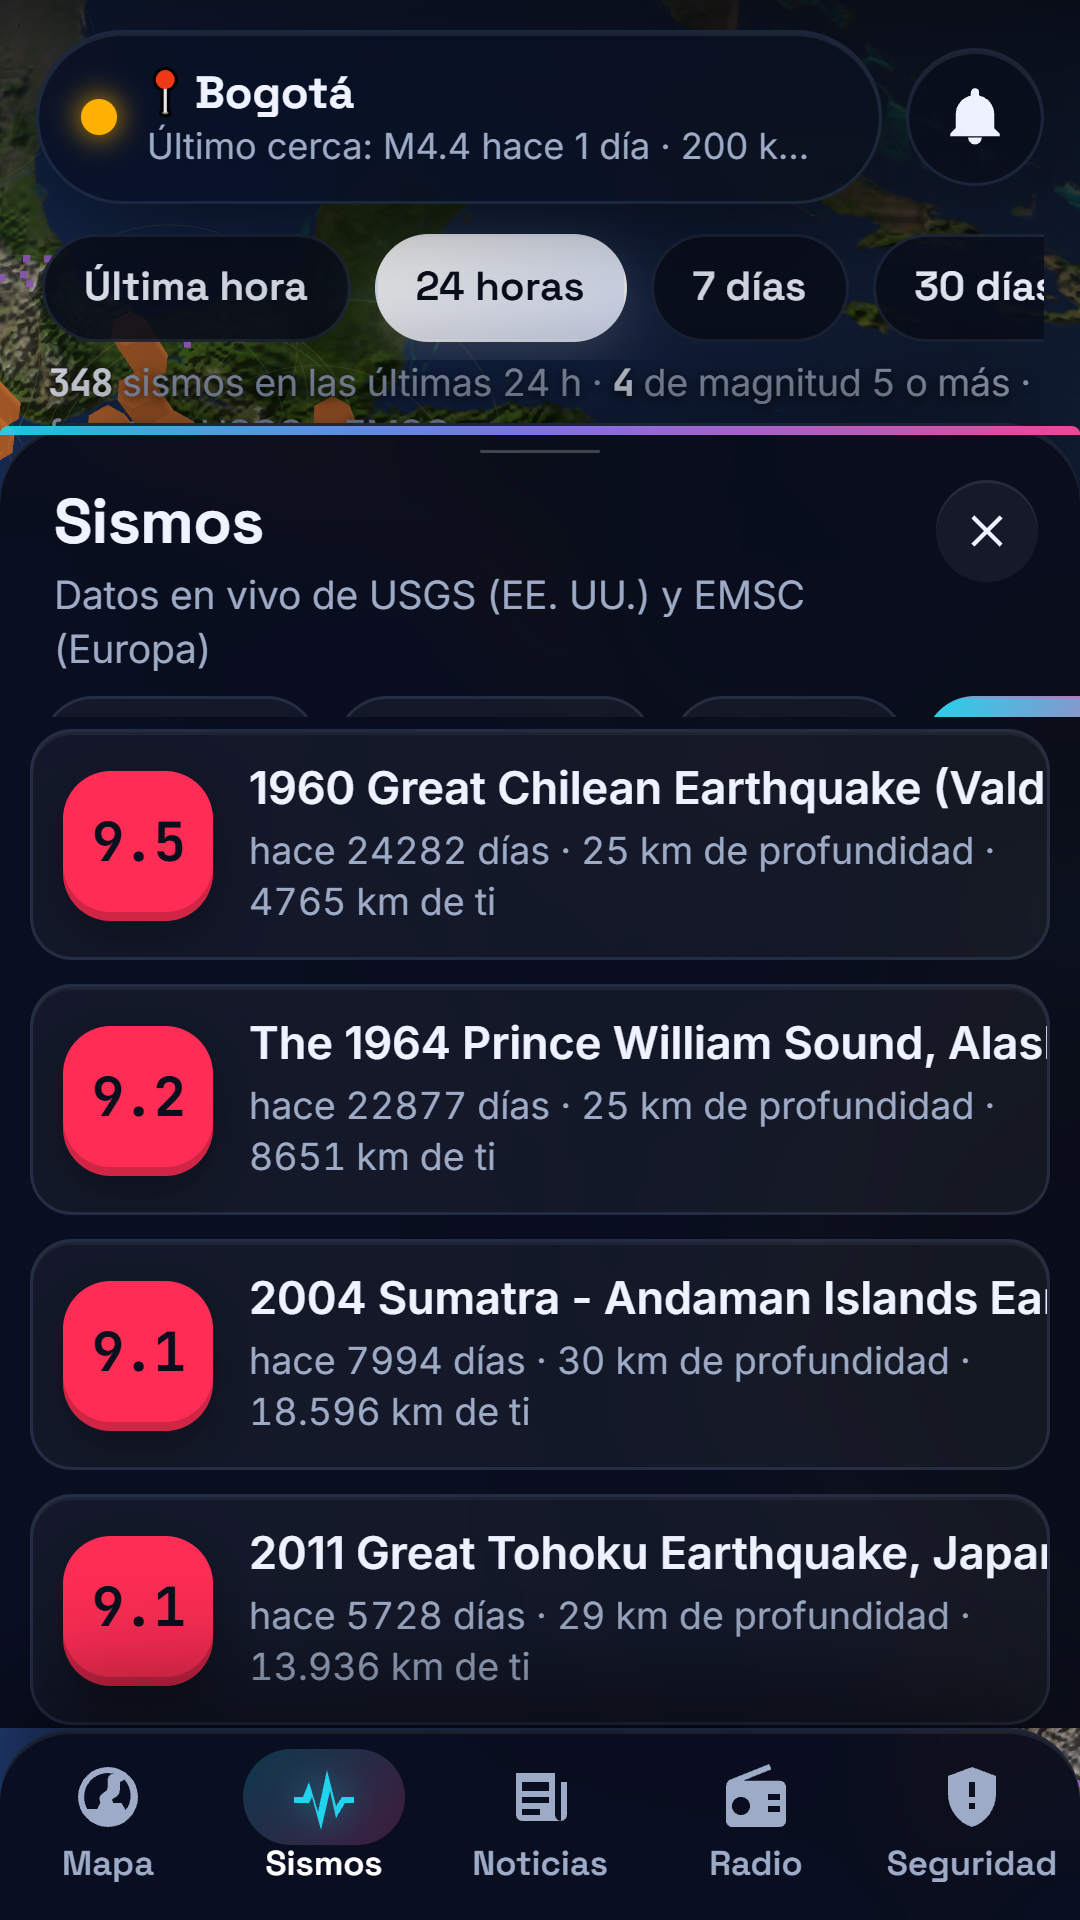 Bogotá
Último cerca: M4.4 hace 1 día · 200 k...
Última hora
24 horas
7 días
30 días
348 sismos en las últimas 24 h · 4 de magnitud 5 o más ·
Sismos
Datos en vivo de USGS (EE. UU.) y EMSC
(Europa)
9.5
1960 Great Chilean Earthquake (Vald
hace 24282 días · 25 km de profundidad ·
4765 km de ti
9.2
The 1964 Prince William Sound, Alas
hace 22877 días · 25 km de profundidad ·
8651 km de ti
9.1
2004 Sumatra - Andaman Islands Ear
hace 7994 días · 30 km de profundidad ·
18.596 km de ti
9.1
2011 Great Tohoku Earthquake, Japan
hace 5728 días · 29 km de profundidad ·
13.936 km de ti
Mapa
Sismos
Noticias
Radio
Seguridad